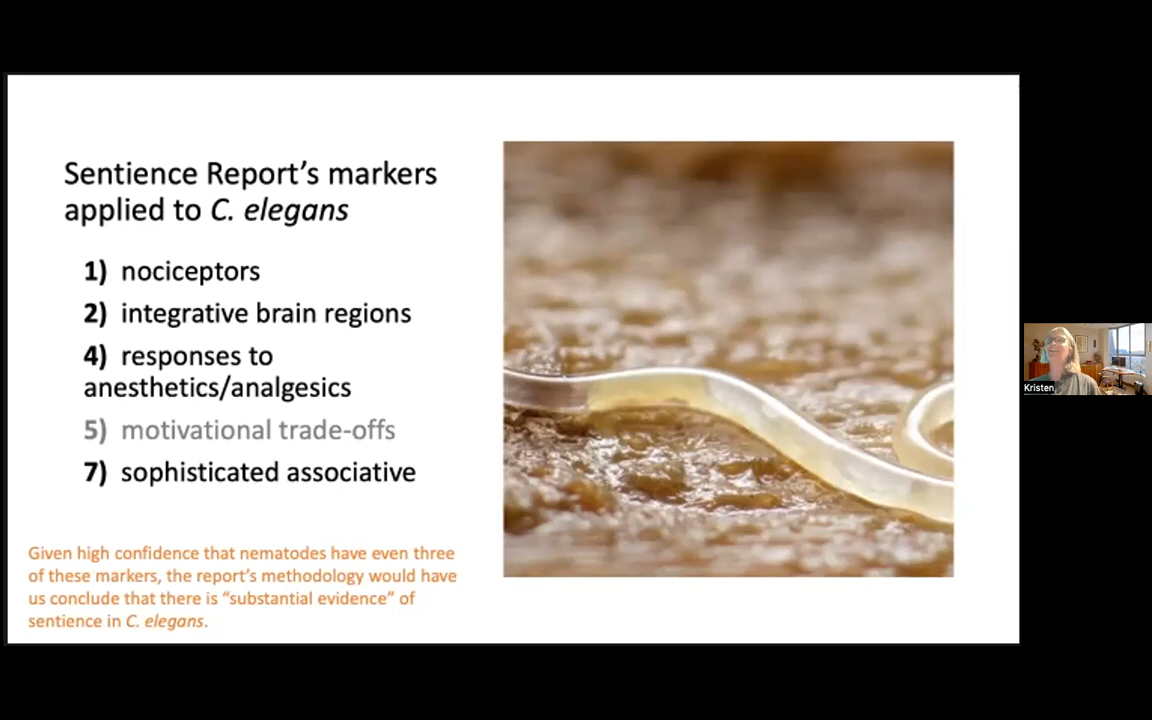 Sentience Report's markers
applied to C. elegans
1) nociceptors
2) integrative brain regions
4) responses to
anesthetics/analgesics
5) motivational trade-offs
7) sophisticated associative
Given high confidence that nematodes have even three
of these markers, the report's methodology would have
us conclude that there is "substantial evidence" of
sentience in C. elegans.
Kristen